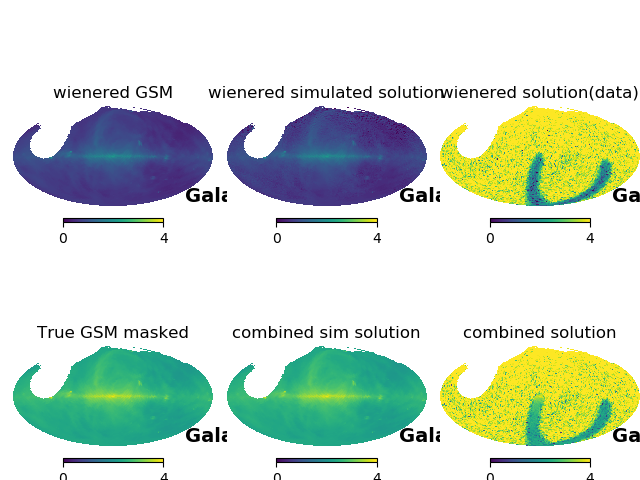 wienered GSM
wienered simulated solution
wienered solution(data)
Gala
Gala
Ga
0 4
0 4
0 4
True GSM masked
combined sim solution
combined solution
Gala
Gala
Ga
0 4
0 4
0 4